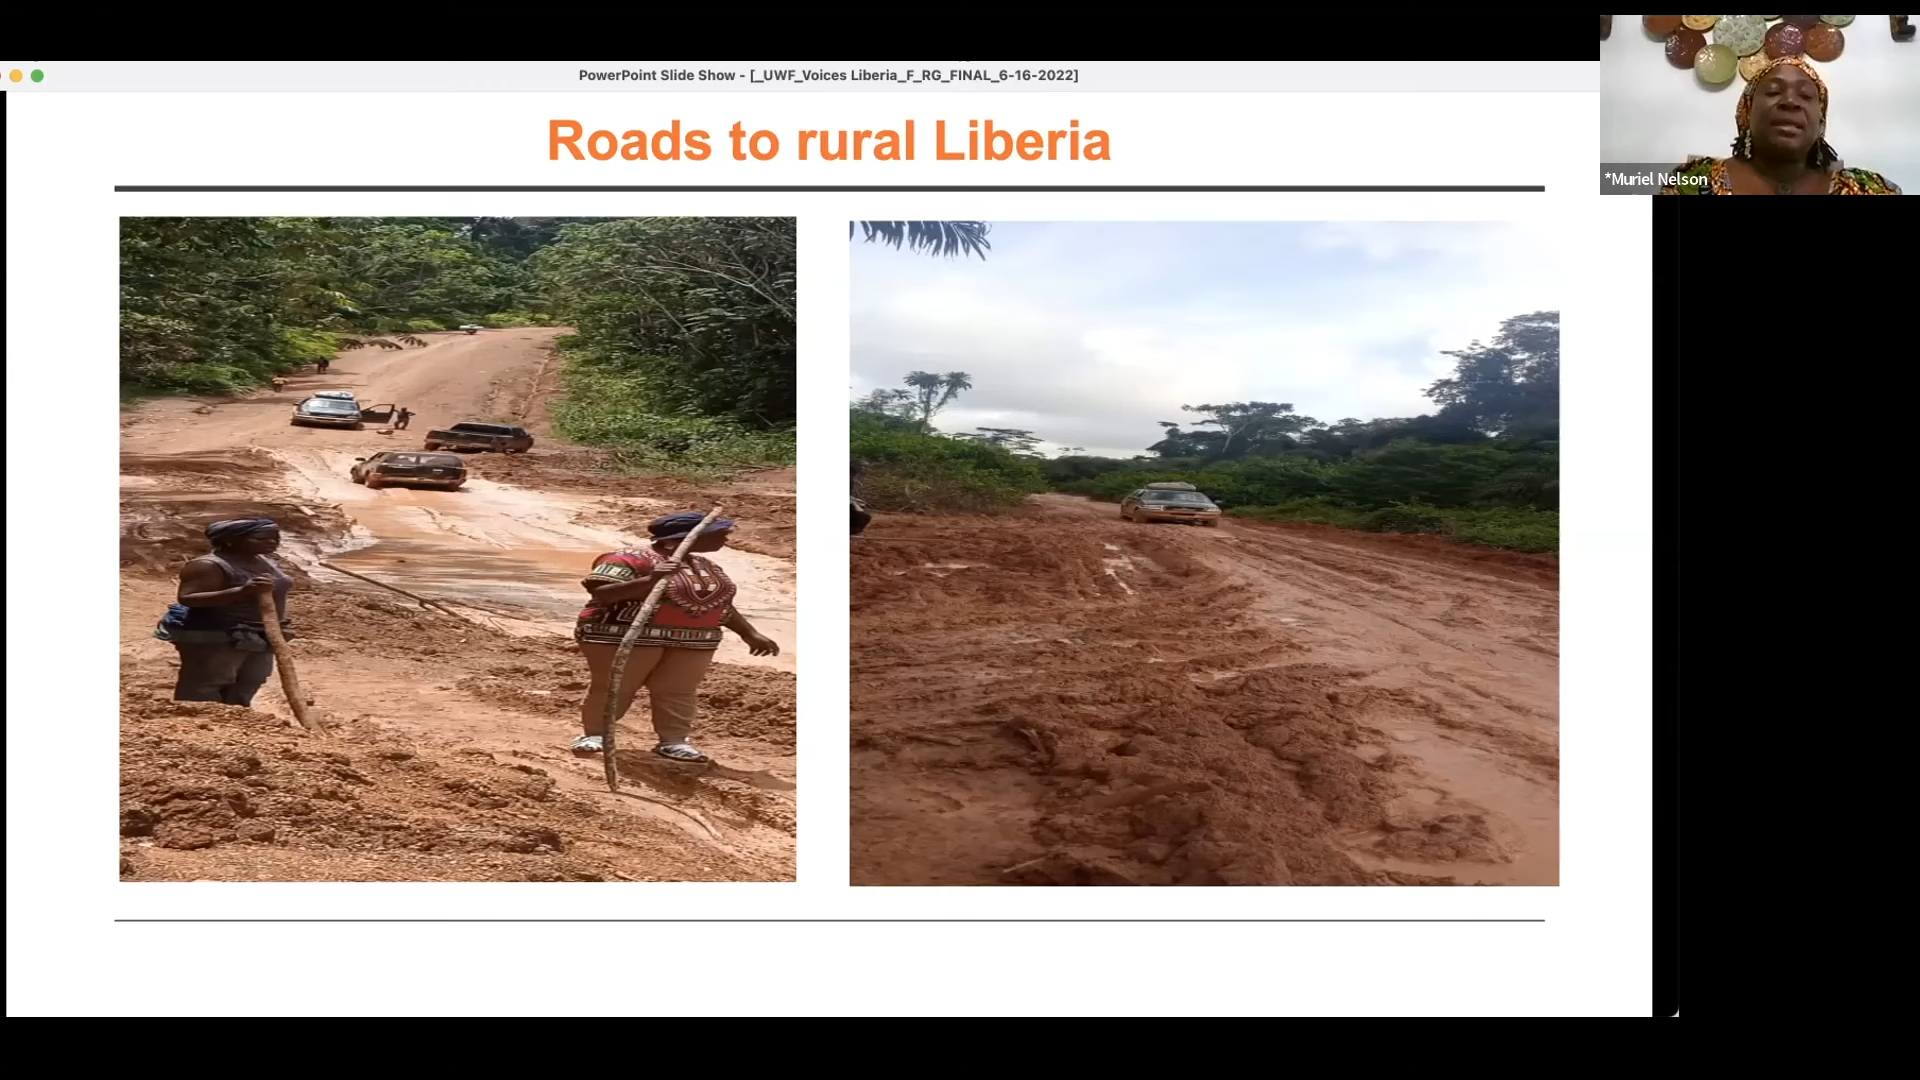 PowerPoint Slide Show - [_UWF_Voices Liberia_F_RG_FINAL_6-16-2022]
Roads to rural Liberia
*Muriel Nelson